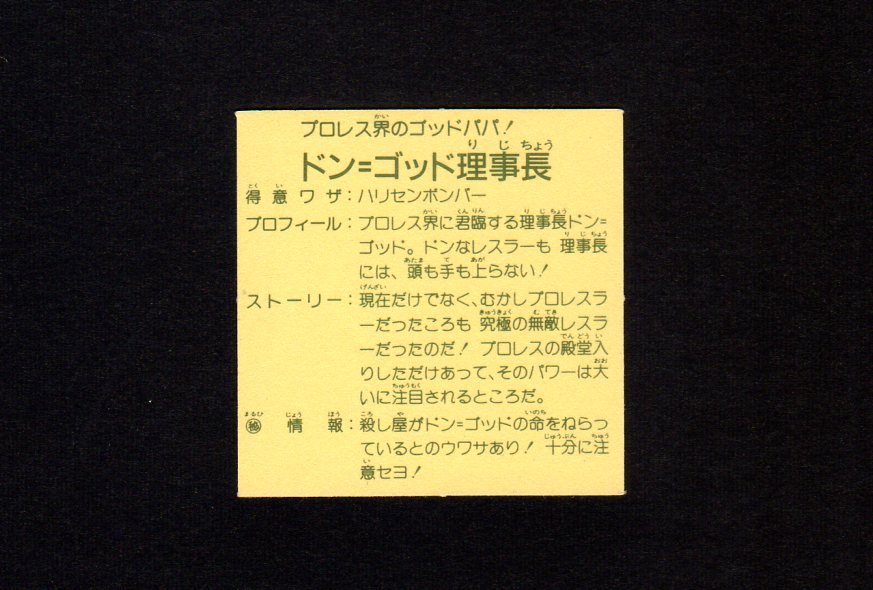 プロレス界のゴッドパパ!
ドン=ゴッド理事長
得意ワザ:ハリセンボンバー
プロフィール:プロレス界に君臨する理事長ドン=
ゴッド。ドンなレスラーも 理事長
には、頭も手も上らない!
ストーリー:現在だけでなく、むかしプロレスラ
ーだったころも 究極の無敵レスラ
ーだったのだ! プロレスの殿堂入
りしただけあって、そのパワーは大
いに注目されるところだ。
㊙情報:殺し屋がドン=ゴッドの命をねらっ
ているとのウワサあり! 十分に注
意セヨ!